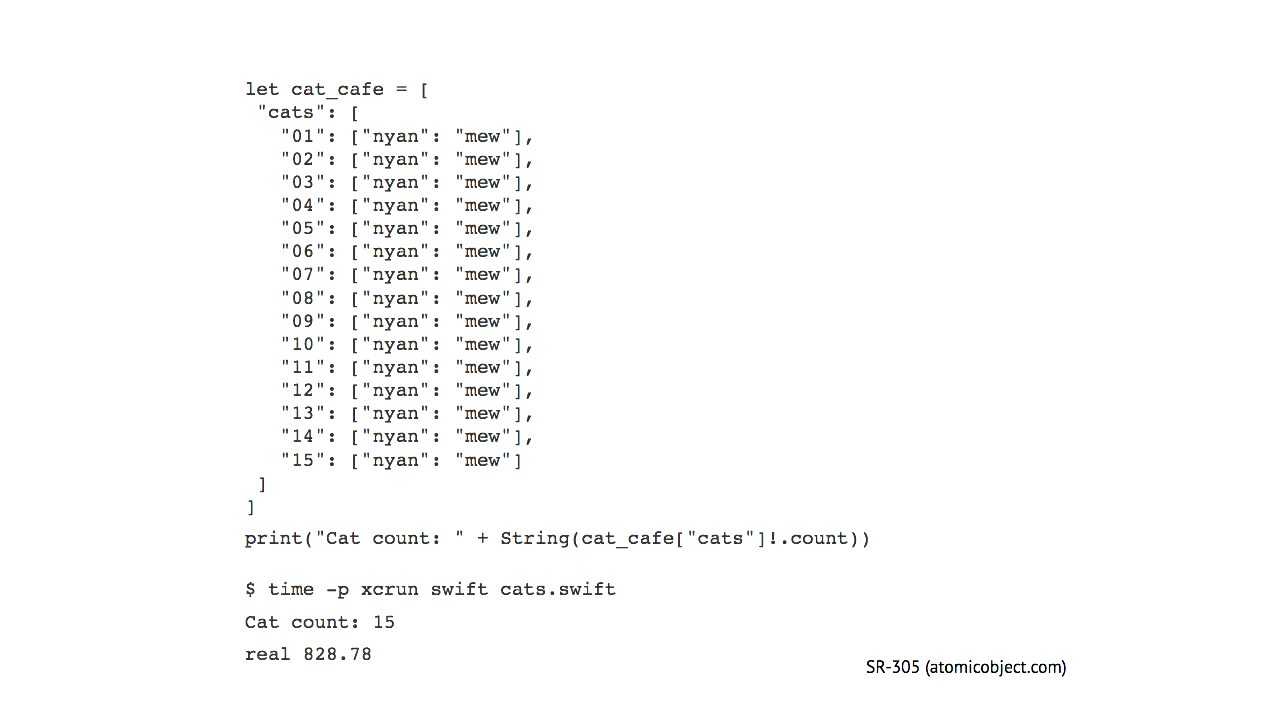 let cat_cafe = [
"cats": [
"01": ["nyan": "mew"],
"02": ["nyan": "mew"],
"03": ["nyan": "mew"],
"04": ["nyan": "mew"],
"05": ["nyan": "mew"],
"06": ["nyan": "mew"],
"07": ["nyan": "mew"],
"08": ["nyan": "mew"],
"09": ["nyan": "mew"],
"10": ["nyan": "mew"],
"11": ["nyan": "mew"],
"12": ["nyan": "mew"],
"13": ["nyan": "mew"],
"14": ["nyan": "mew"],
"15": ["nyan": "mew"]
]
]
print("Cat count: " + String(cat_cafe["cats"]!.count))
$ time -p xcrun swift cats.swift
Cat count: 15
real 828.78
SR-305 (atomicobject.com)